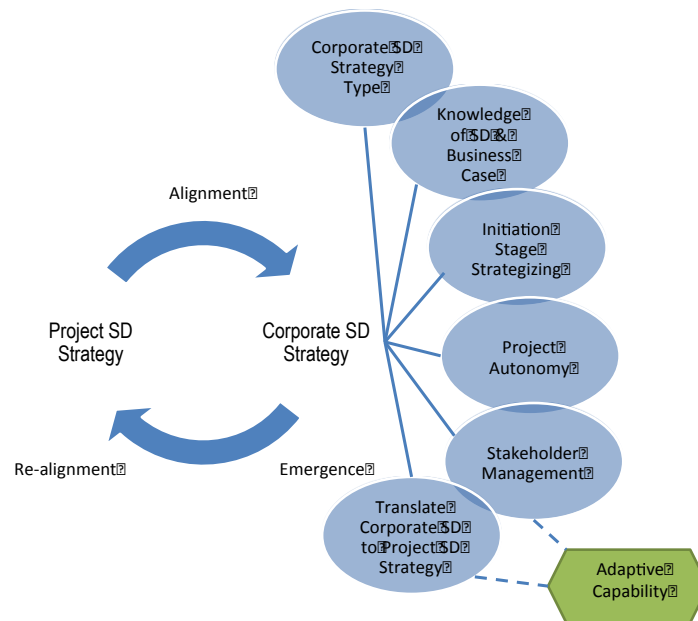 Corporate SD
Strategy
Type
Knowledge
of SD &
Business
Case
Alignment
Initiation
Stage
Strategizing
Project SD
Strategy
Corporate SD
Strategy
Project
Autonomy
Stakeholder
Management
Re-alignment
Emergence
Translate
Corporate SD
to Project SD
Strategy
Adaptive
Capability